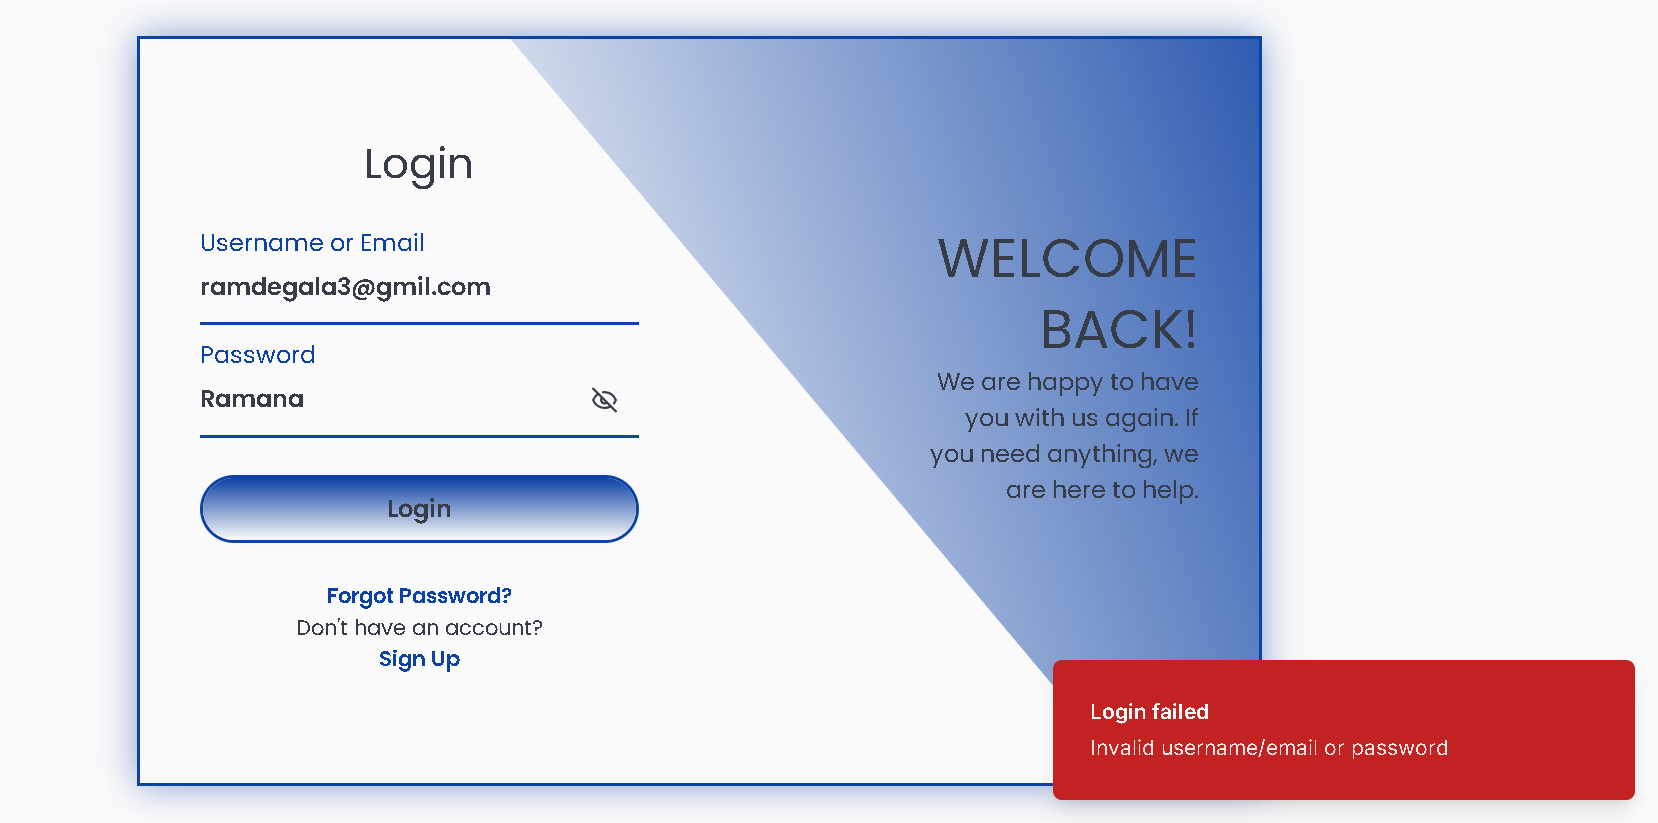 Login
Username or Email
ramdegala3@gmil.com
Password
Ramana
Login
Forgot Password?
Don't have an account?
Sign Up
WELCOME
BACK!
We are happy to have
you with us again. If
you need anything, we
are here to help.
Login failed
Invalid username/email or password